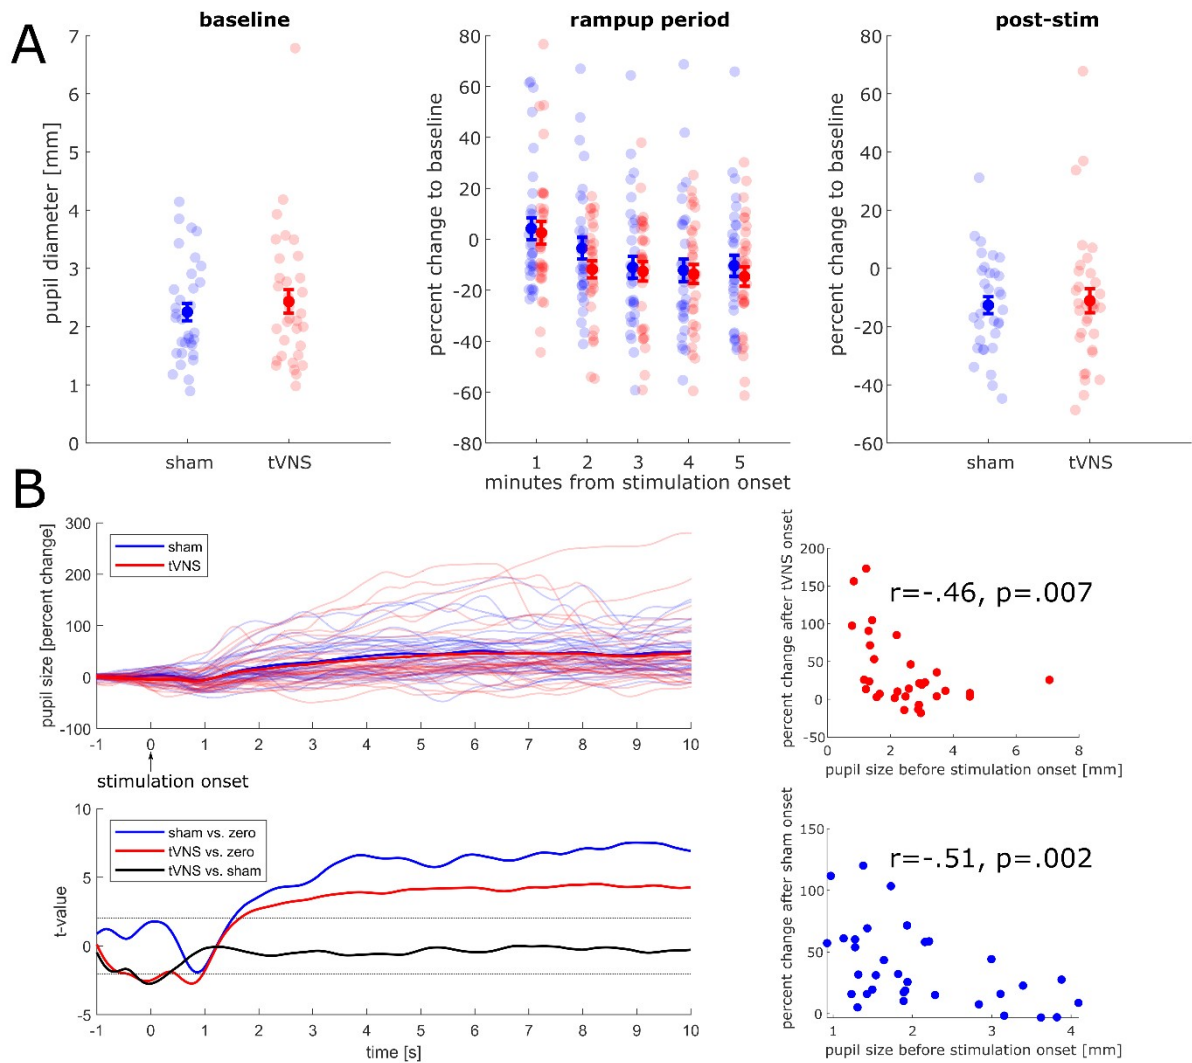 A
baseline
pupil diameter [mm]
7
6
5
4
3
2
1
0
sham tVNS
rampup period
percent change to baseline
80
60
40
20
0
-20
-40
-60
-80
1 2 3 4 5
minutes from stimulation onset
post-stim
percent change to baseline
80
60
40
20
0
-20
-40
-60
sham tVNS
B
pupil size [percent change]
300
200
100
0
-100
sham
tVNS
-1 0 1 2 3 4 5 6 7 8 9 10
stimulation onset
percent change after tVNS onset
200
150
100
50
0
-50
r=-.46, p=.007
0 2 4 6 8
pupil size before stimulation onset [mm]
t-value
10
5
0
-5
sham vs. zero
tVNS vs. zero
tVNS vs. sham
-1 0 1 2 3 4 5 6 7 8 9 10
time [s]
percent change after sham onset
150
100
50
0
r=-.51, p=.002
1 2 3 4
pupil size before stimulation onset [mm]